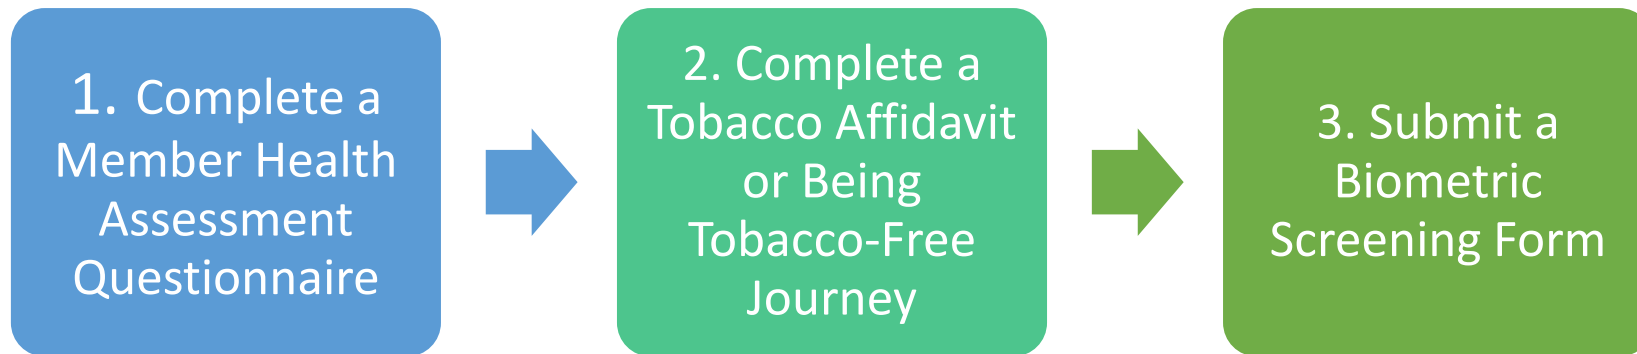 1. Complete a
Member Health
Assessment
Questionnaire
2. Complete a
Tobacco Affidavit
or Being
Tobacco-Free
Journey
3. Submit a
Biometric
Screening Form